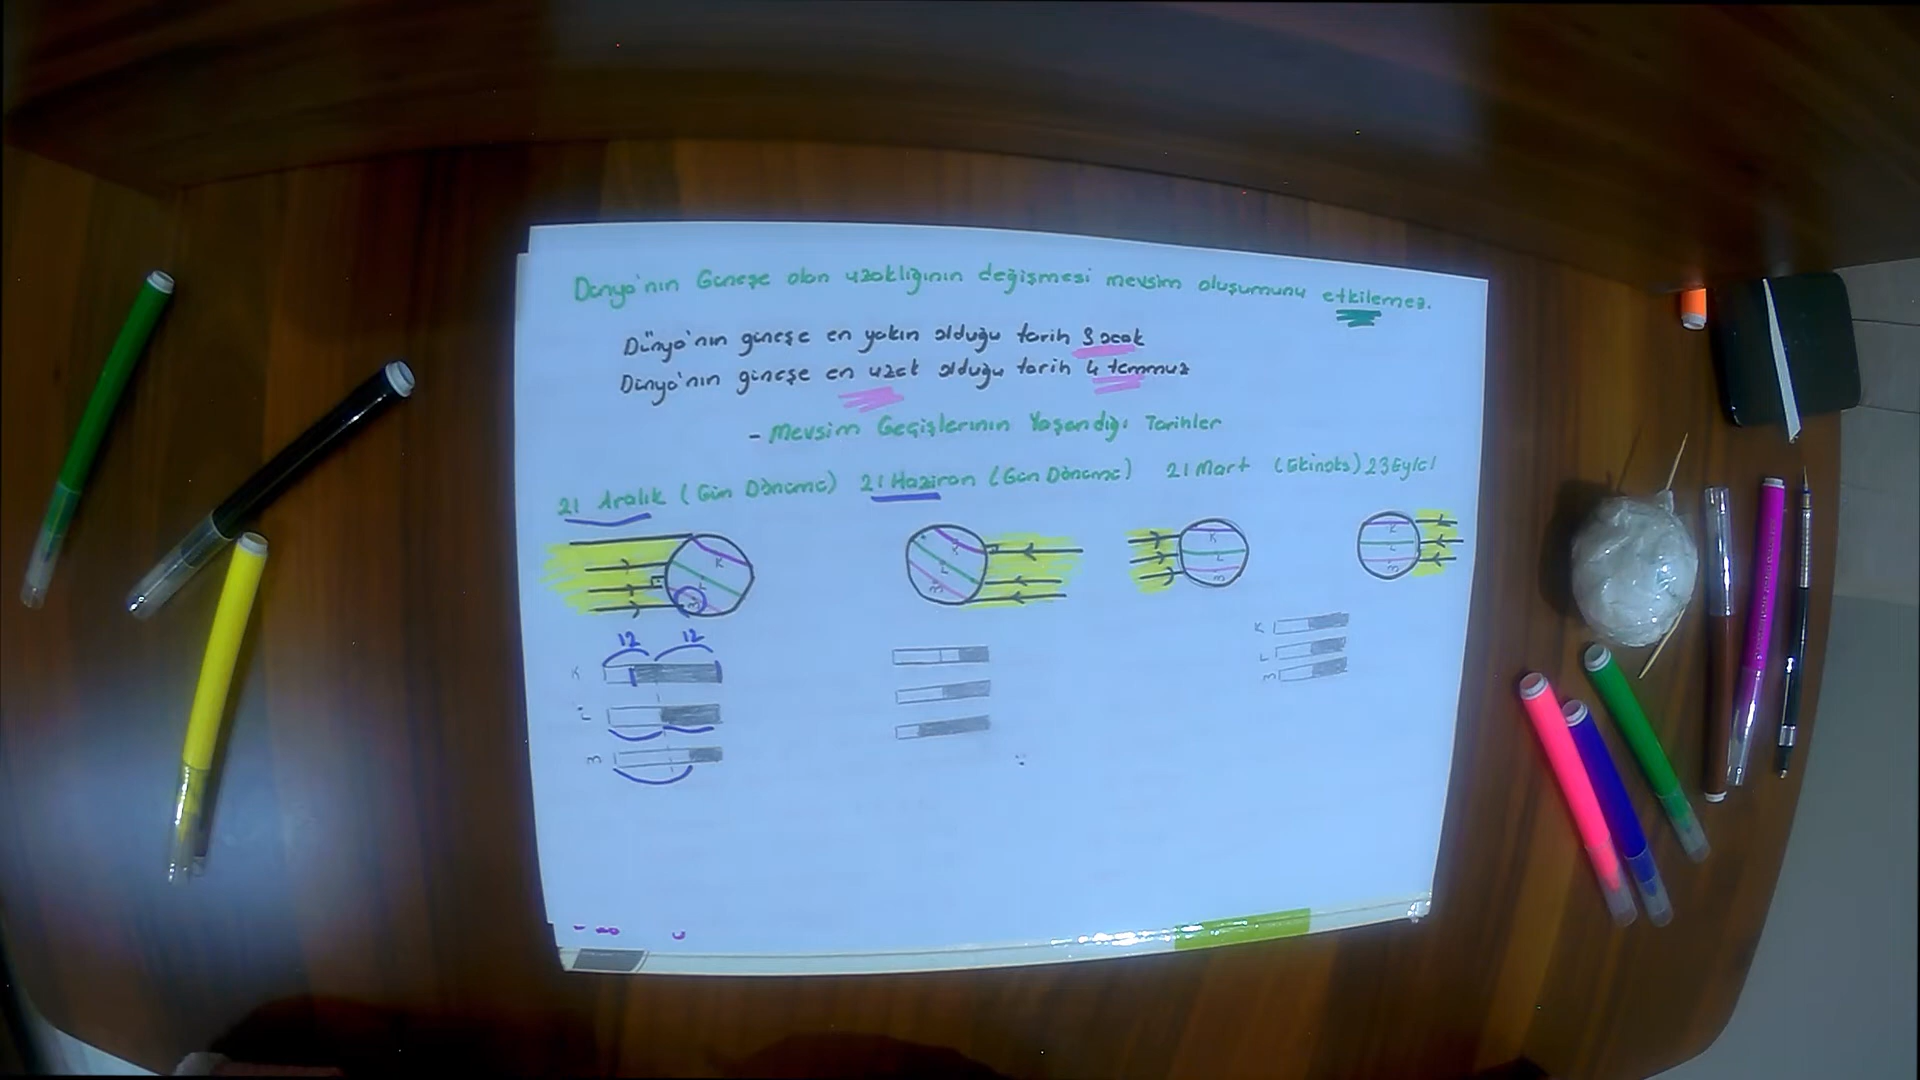 Dünya'nın Güneşe olan uzaklığının değişmesi mevsim oluşumunu etkilemez.
Dünya'nın güneşe en yakın olduğu tarih 3 ocak
Dünya'nın güneşe en uzak olduğu tarih 4 temmuz
- Mevsim Geçişlerinin Yaşandığı Tarihler
21 Aralık (Gün Dönümü) 21 Haziran (Gün Dönümü) 21 Mart (Ekinoks) 23 Eylül
K K K K
L L L L
m m m m
12 12
K
L
m
K
L
m